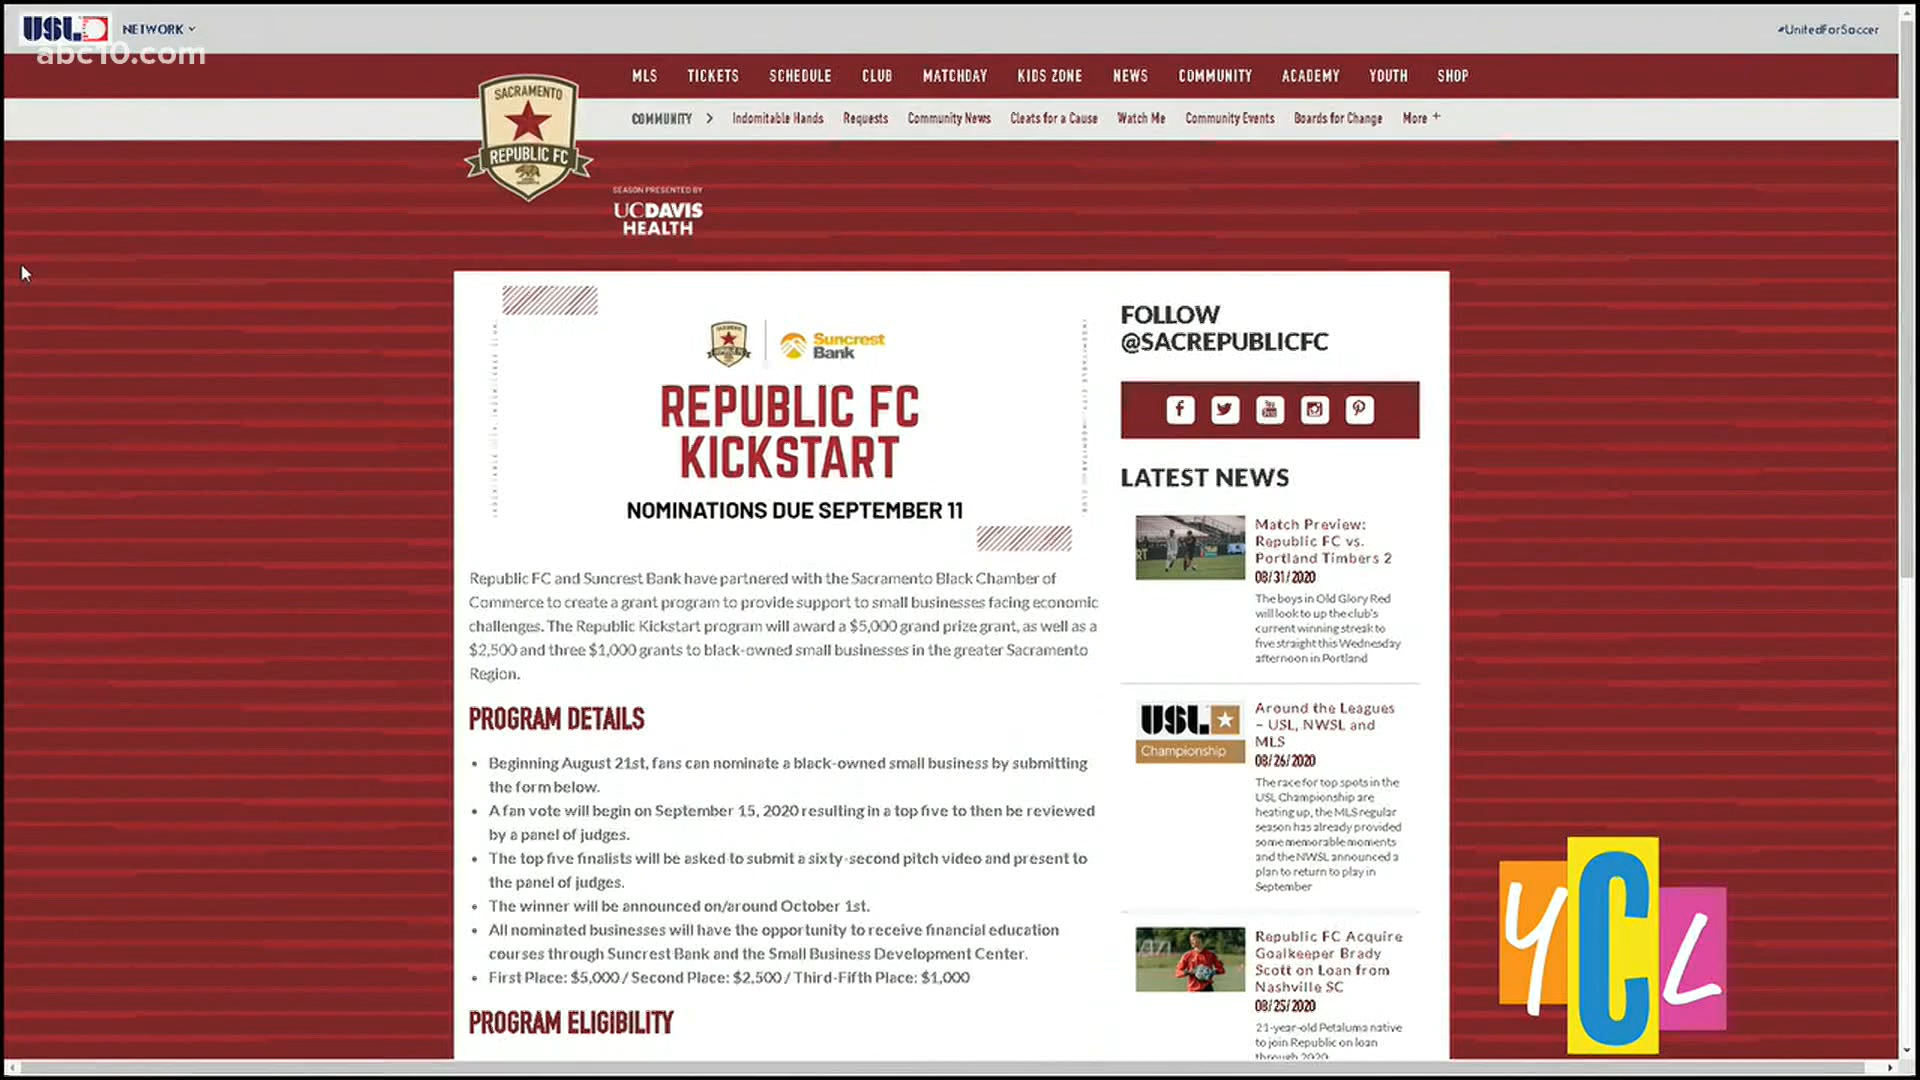 USL
NETWORK
#UnitedForSoccer
abc10.com
MLS TICKETS SCHEDULE CLUB MATCHDAY KIDS ZONE NEWS COMMUNITY ACADEMY YOUTH SHOP
SACRAMENTO
REPUBLIC FC
COMMUNITY > Indomitable Hands Requests Community News Cleats for a Cause Watch Me Community Events Boards for Change More +
SEASON PRESENTED BY
UCDAVIS
HEALTH
Suncrest
Bank
REPUBLIC FC
KICKSTART
NOMINATIONS DUE SEPTEMBER 11
Republic FC and Suncrest Bank have partnered with the Sacramento Black Chamber of
Commerce to create a grant program to provide support to small businesses facing economic
challenges. The Republic Kickstart program will award a $5,000 grand prize grant, as well as a
$2,500 and three $1,000 grants to black-owned small businesses in the greater Sacramento
Region.
PROGRAM DETAILS
• Beginning August 21st, fans can nominate a black-owned small business by submitting
the form below.
• A fan vote will begin on September 15, 2020 resulting in a top five to then be reviewed
by a panel of judges.
• The top five finalists will be asked to submit a sixty-second pitch video and present to
the panel of judges.
• The winner will be announced on/around October 1st.
• All nominated businesses will have the opportunity to receive financial education
courses through Suncrest Bank and the Small Business Development Center.
• First Place: $5,000 / Second Place: $2,500 / Third-Fifth Place: $1,000
PROGRAM ELIGIBILITY
FOLLOW
@SACREPUBLICFC
LATEST NEWS
Match Preview:
Republic FC vs.
Portland Timbers 2
08/31/2020
The boys in Old Glory Red
will look to up the club's
current winning streak to
five straight this Wednesday
afternoon in Portland
USL
Championship
Around the Leagues
– USL, NWSL and
MLS
08/26/2020
The race for top spots in the
USL Championship are
heating up, the MLS regular
season has already provided
some memorable moments
and the NWSL announced a
plan to return to play in
September
Republic FC Acquire
Goalkeeper Brady
Scott on Loan from
Nashville SC
08/25/2020
21-year-old Petaluma native
to join Republic on loan
through 2020
YCL